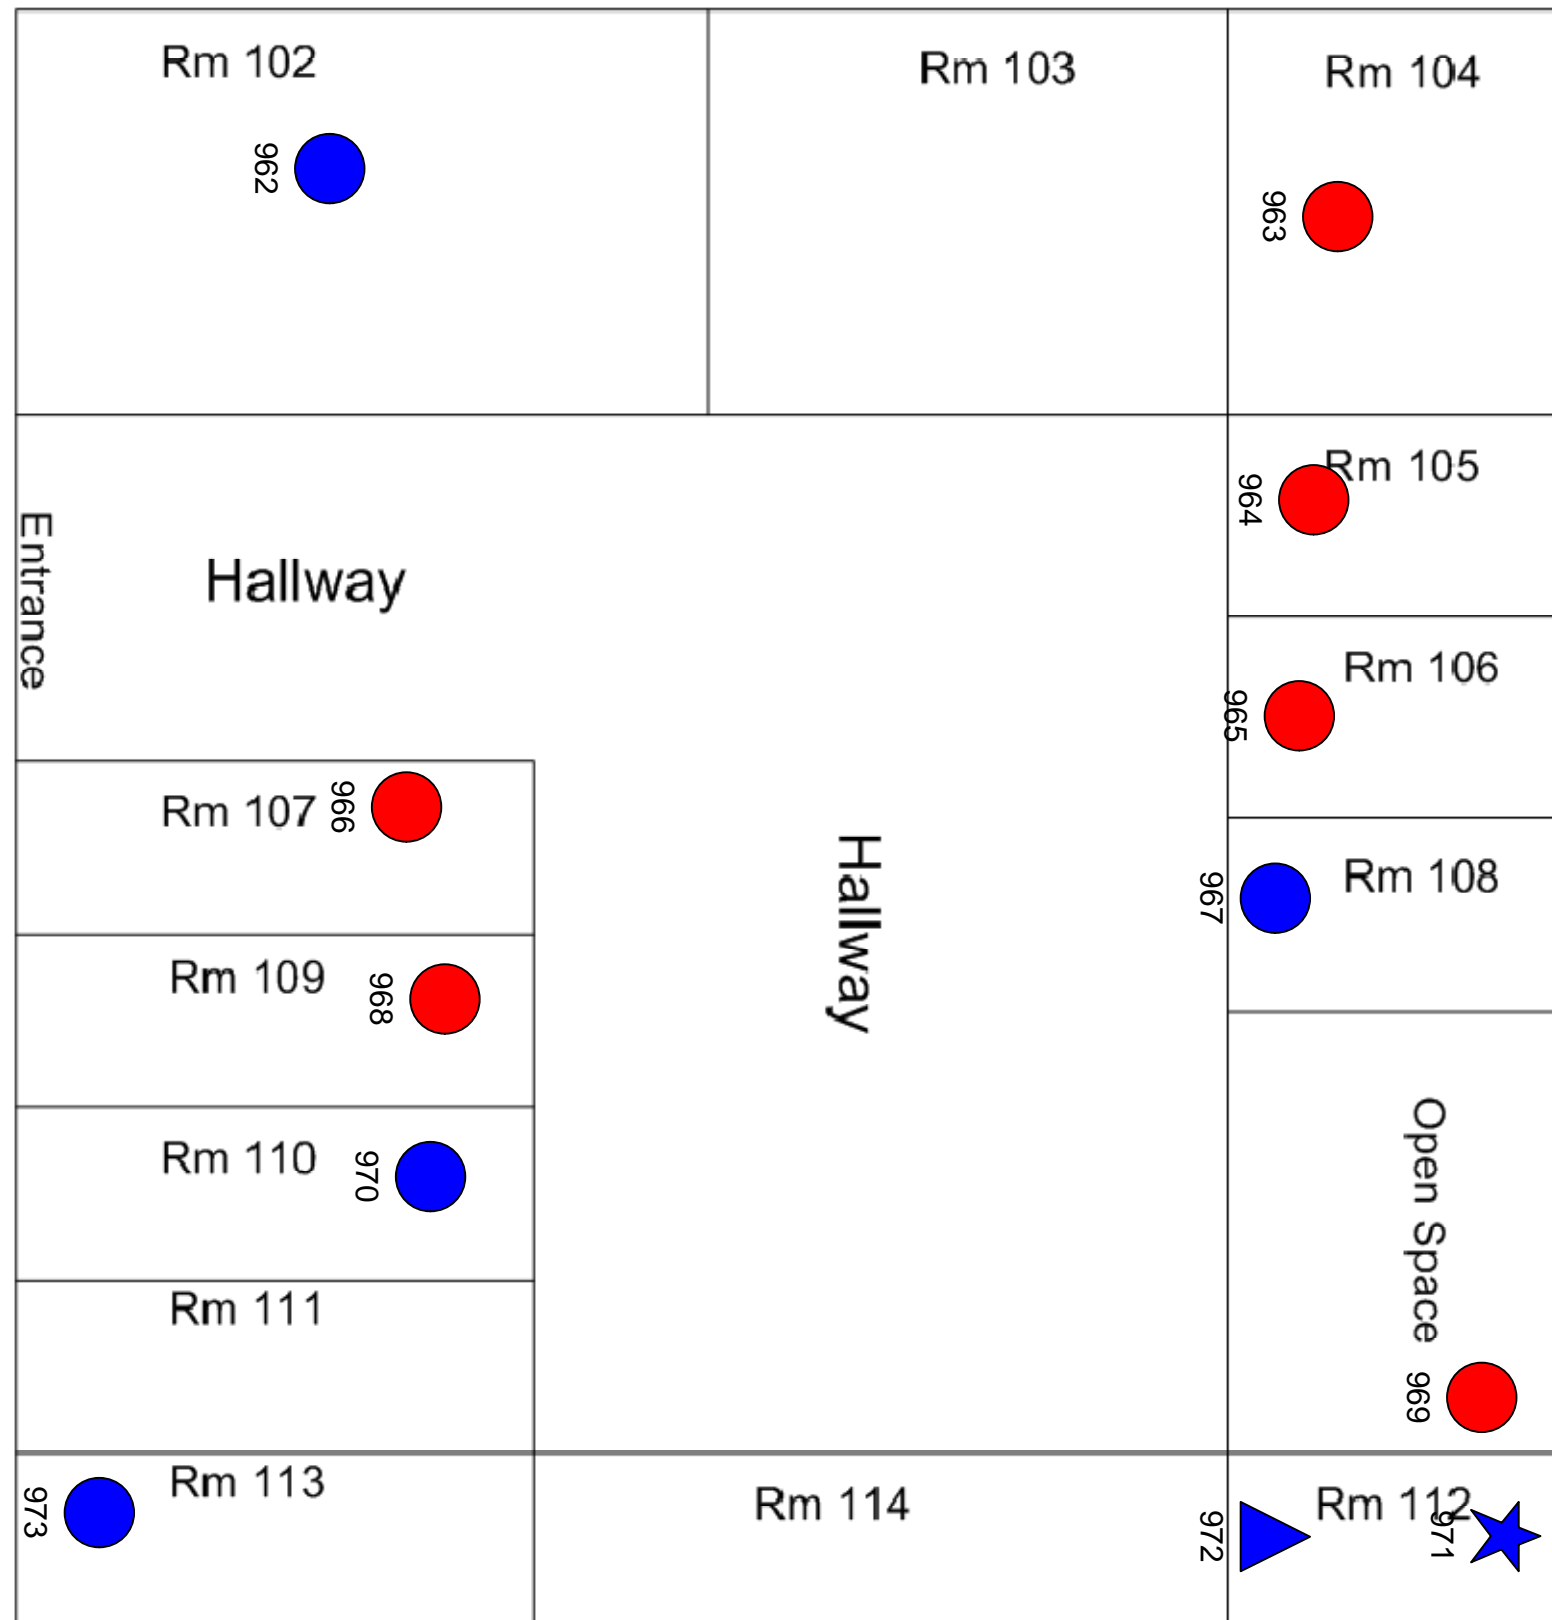 Rm 102
Rm 103
Rm 104
962
963
Rm 105
964
Entrance
Hallway
Rm 106
965
Rm 107
966
Hallway
Rm 108
967
Rm 109
968
Rm 110
970
Open Space
Rm 111
969
Rm 113
973
Rm 114
Rm 112
972
971